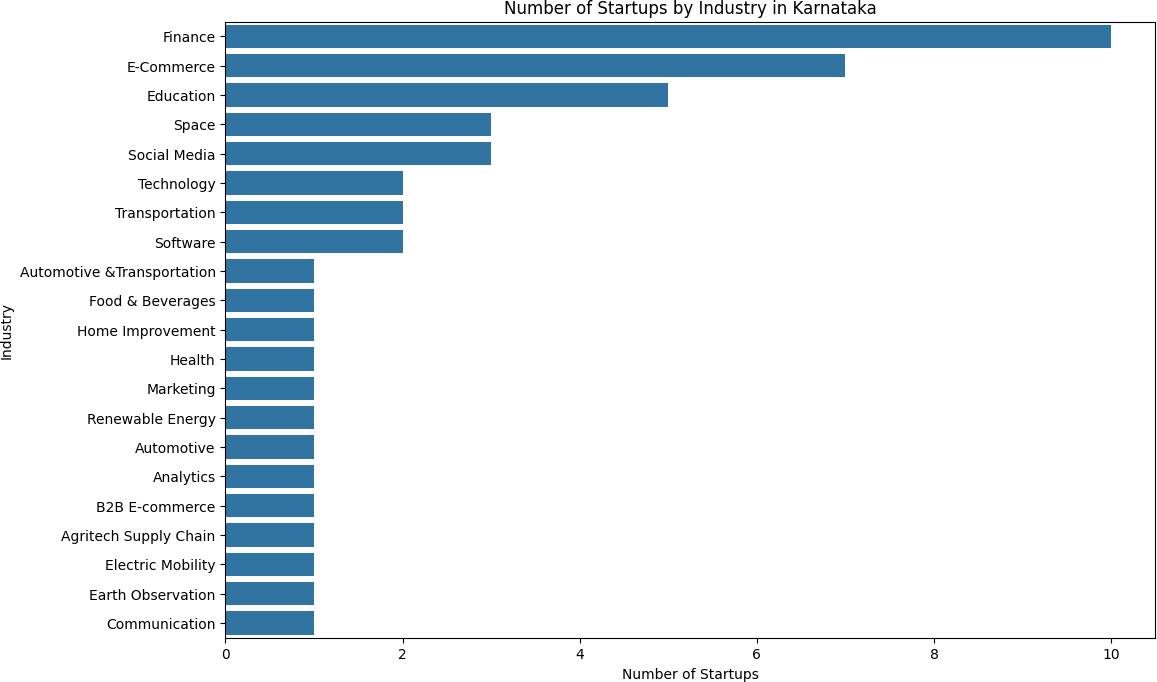 Number of Startups by Industry in Karnataka
Industry
Finance
E-Commerce
Education
Space
Social Media
Technology
Transportation
Software
Automotive &Transportation
Food & Beverages
Home Improvement
Health
Marketing
Renewable Energy
Automotive
Analytics
B2B E-commerce
Agritech Supply Chain
Electric Mobility
Earth Observation
Communication
0 2 4 6 8 10
Number of Startups